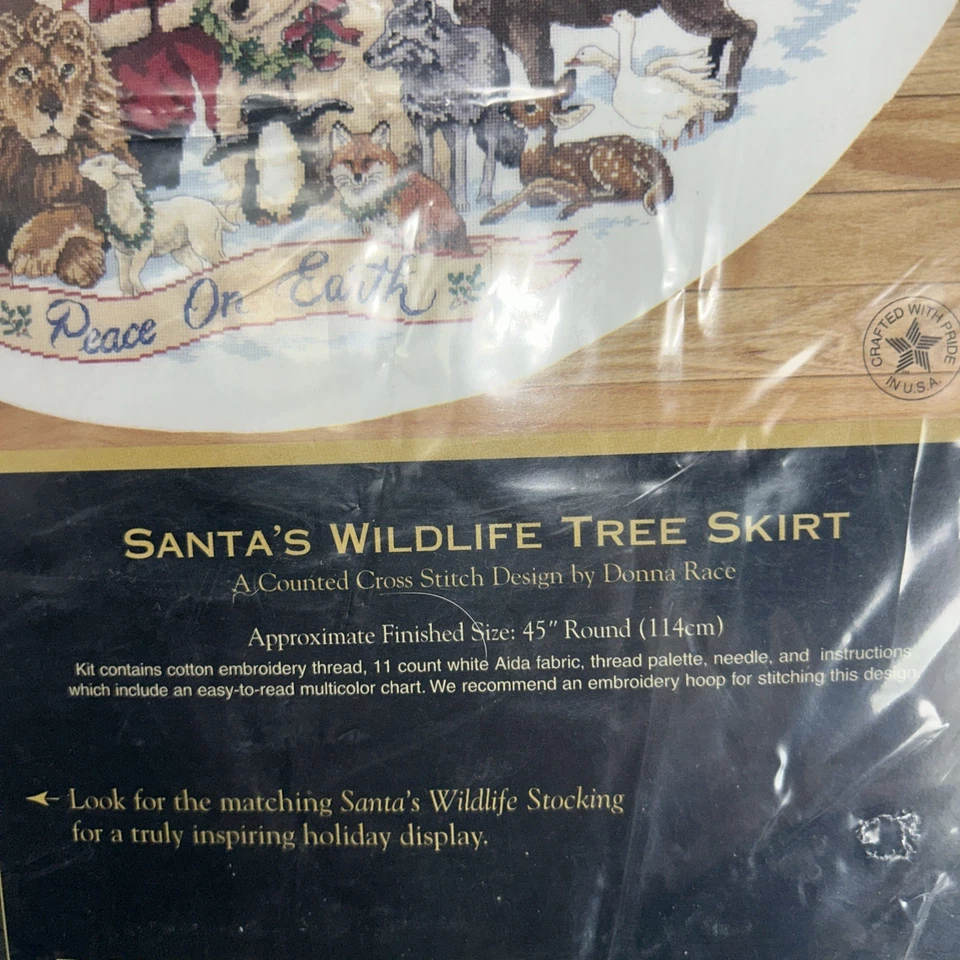 Peace On Earth
CRAFTED WITH PRIDE
IN U.S.A.
SANTA'S WILDLIFE TREE SKIRT
A Counted Cross Stitch Design by Donna Race
Approximate Finished Size: 45" Round (114cm)
Kit contains cotton embroidery thread, 11 count white Aida fabric, thread palette, needle, and instructions
which include an easy-to-read multicolor chart. We recommend an embroidery hoop for stitching this design.
Look for the matching Santa's Wildlife Stocking
for a truly inspiring holiday display.